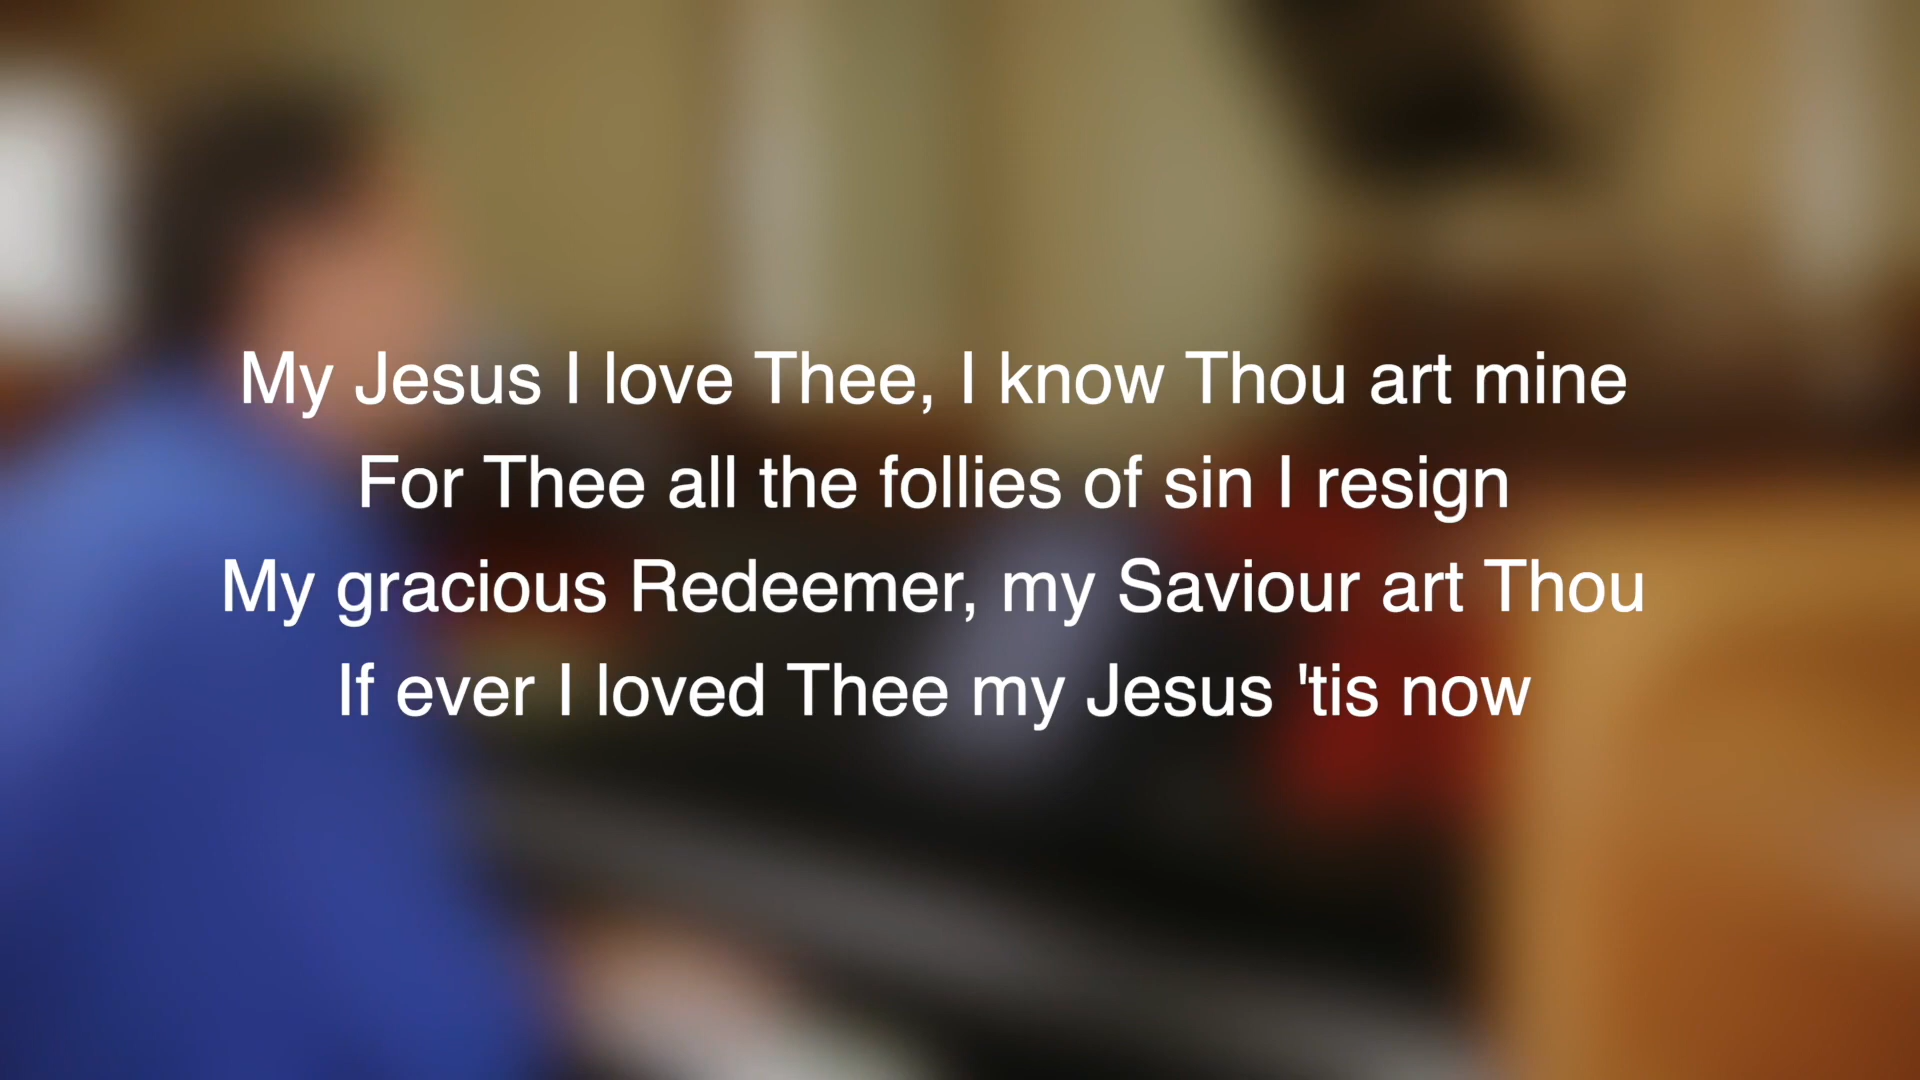 My Jesus I love Thee, I know Thou art mine
For Thee all the follies of sin I resign
My gracious Redeemer, my Saviour art Thou
If ever I loved Thee my Jesus 'tis now